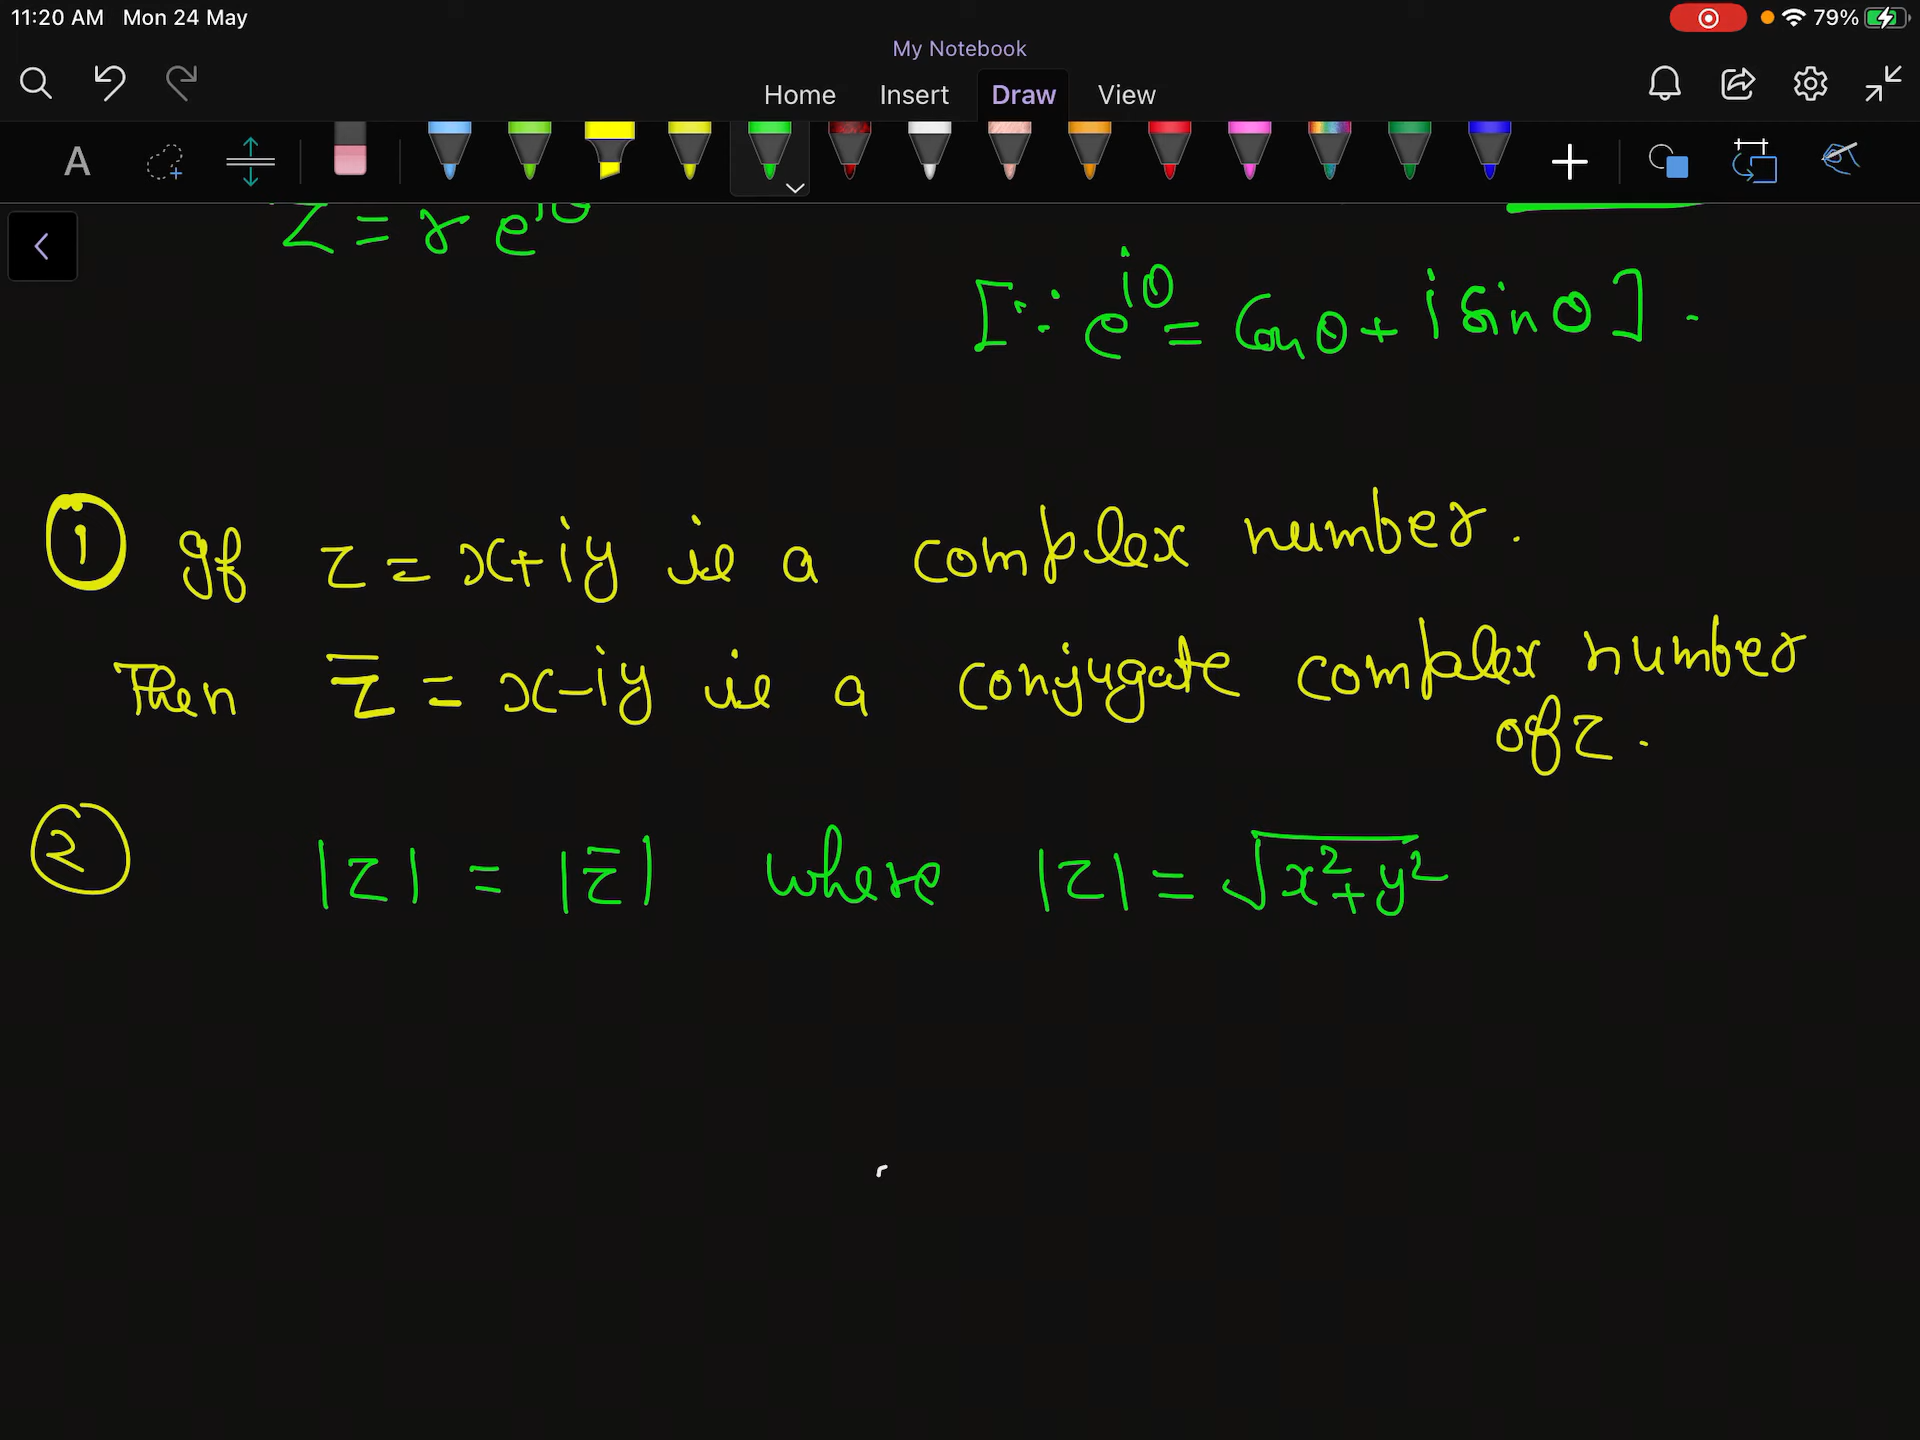 11:20 AM Mon 24 May
79%
My Notebook
Home Insert Draw View
A
z = r e^{iθ}
[∵ e^{iθ} = Cos θ + i Sin θ] .
① If z = x+iy is a complex number .
Then z̅ = x-iy is a conjugate complex number
of z .
② |z| = |z̅| where |z| = √x²+y²